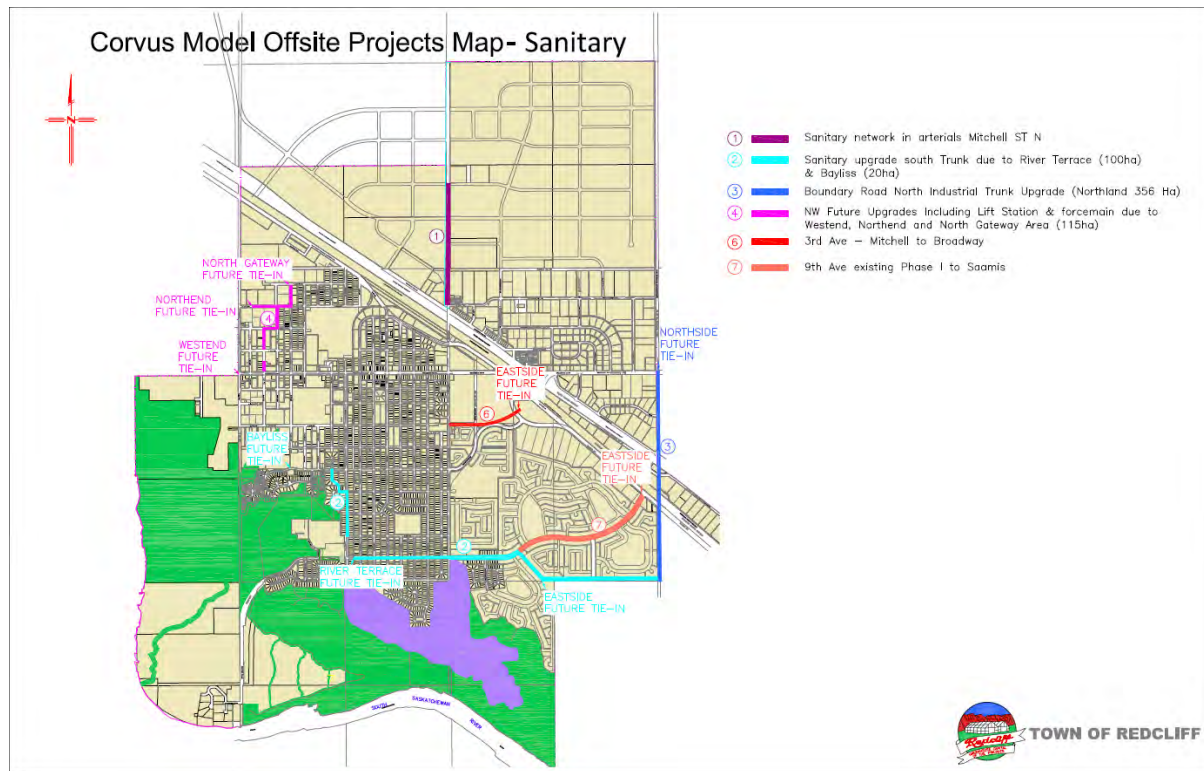 Corvus Model Offsite Projects Map- Sanitary
N
1 Sanitary network in arterials Mitchell ST N
2 Sanitary upgrade south Trunk due to River Terrace (100ha)
& Bayliss (20ha)
3 Boundary Road North Industrial Trunk Upgrade (Northland 356 Ha)
4 NW Future Upgrades Including Lift Station & forcemain due to
Westend, Northend and North Gateway Area (115ha)
6 3rd Ave – Mitchell to Broadway
7 9th Ave existing Phase I to Saamis
1
NORTH GATEWAY
FUTURE TIE-IN
NORTHEND
FUTURE TIE-IN
4
WESTEND
FUTURE
TIE-IN
NORTHSIDE
FUTURE
TIE-IN
EASTSIDE
FUTURE
TIE-IN
6
BAYLISS
FUTURE
TIE-IN
3
EASTSIDE
FUTURE
TIE-IN
2
7
RIVER TERRACE
FUTURE TIE-IN
EASTSIDE
FUTURE TIE-IN
SOUTH SASKATCHEWAN RIVER
Redcliff
TOWN OF REDCLIFF